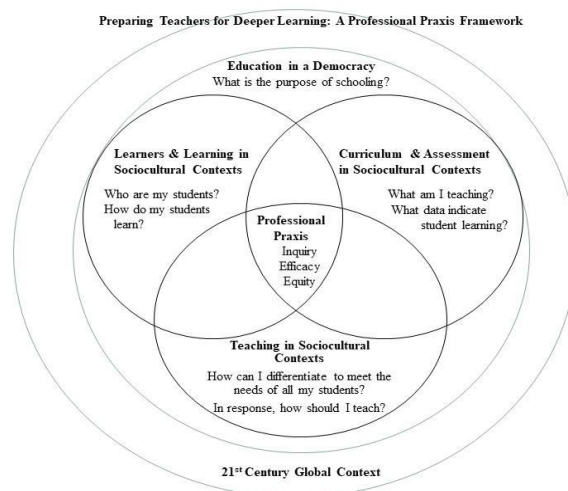 Preparing Teachers for Deeper Learning: A Professional Praxis Framework
Education in a Democracy
What is the purpose of schooling?
Learners & Learning in
Sociocultural Contexts
Who are my students?
How do my students
learn?
Curriculum & Assessment
in Sociocultural Contexts
What am I teaching?
What data indicate
student learning?
Professional
Praxis
Inquiry
Efficacy
Equity
Teaching in Sociocultural
Contexts
How can I differentiate to meet the
needs of all my students?
In response, how should I teach?
21st Century Global Context